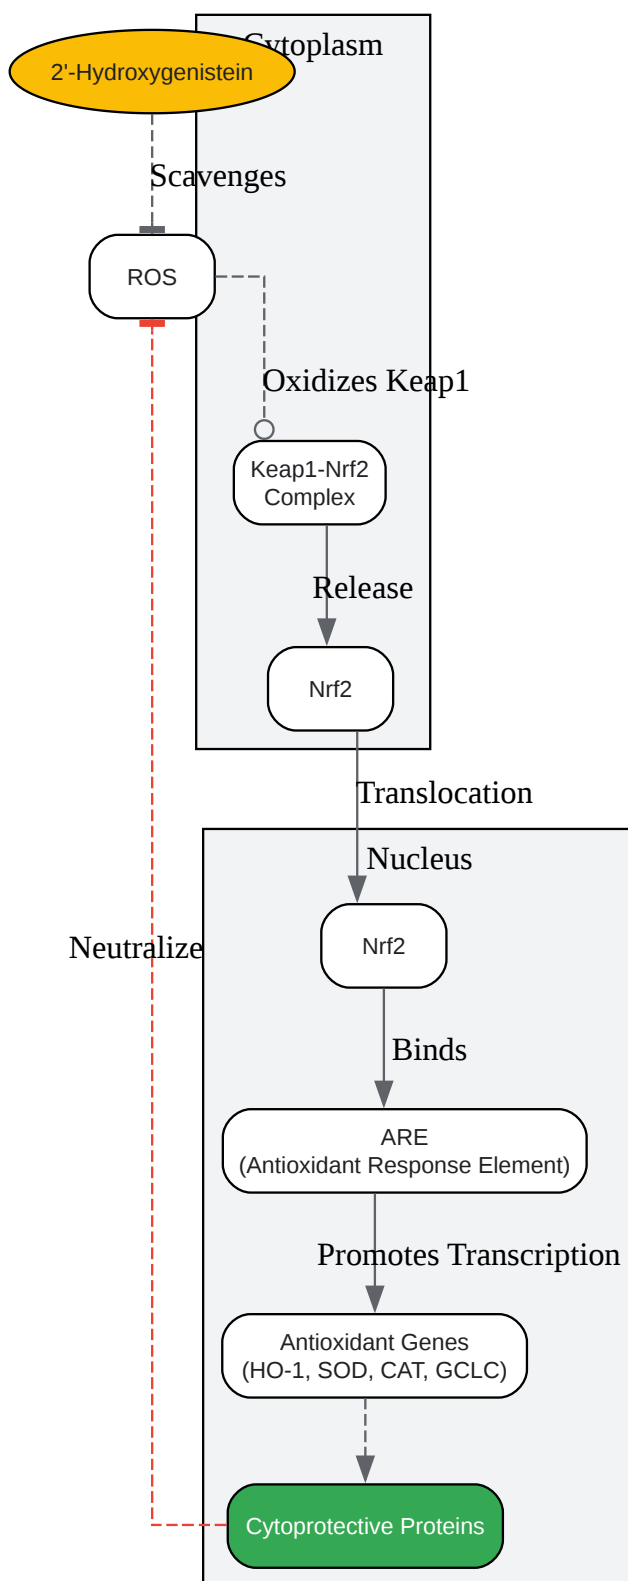 Cytoplasm
2'-Hydroxygenistein
Scavenges
ROS
Oxidizes Keap1
Keap1-Nrf2
Complex
Release
Nrf2
Translocation
Nucleus
Neutralize
Nrf2
Binds
ARE
(Antioxidant Response Element)
Promotes Transcription
Antioxidant Genes
(HO-1, SOD, CAT, GCLC)
Cytoprotective Proteins